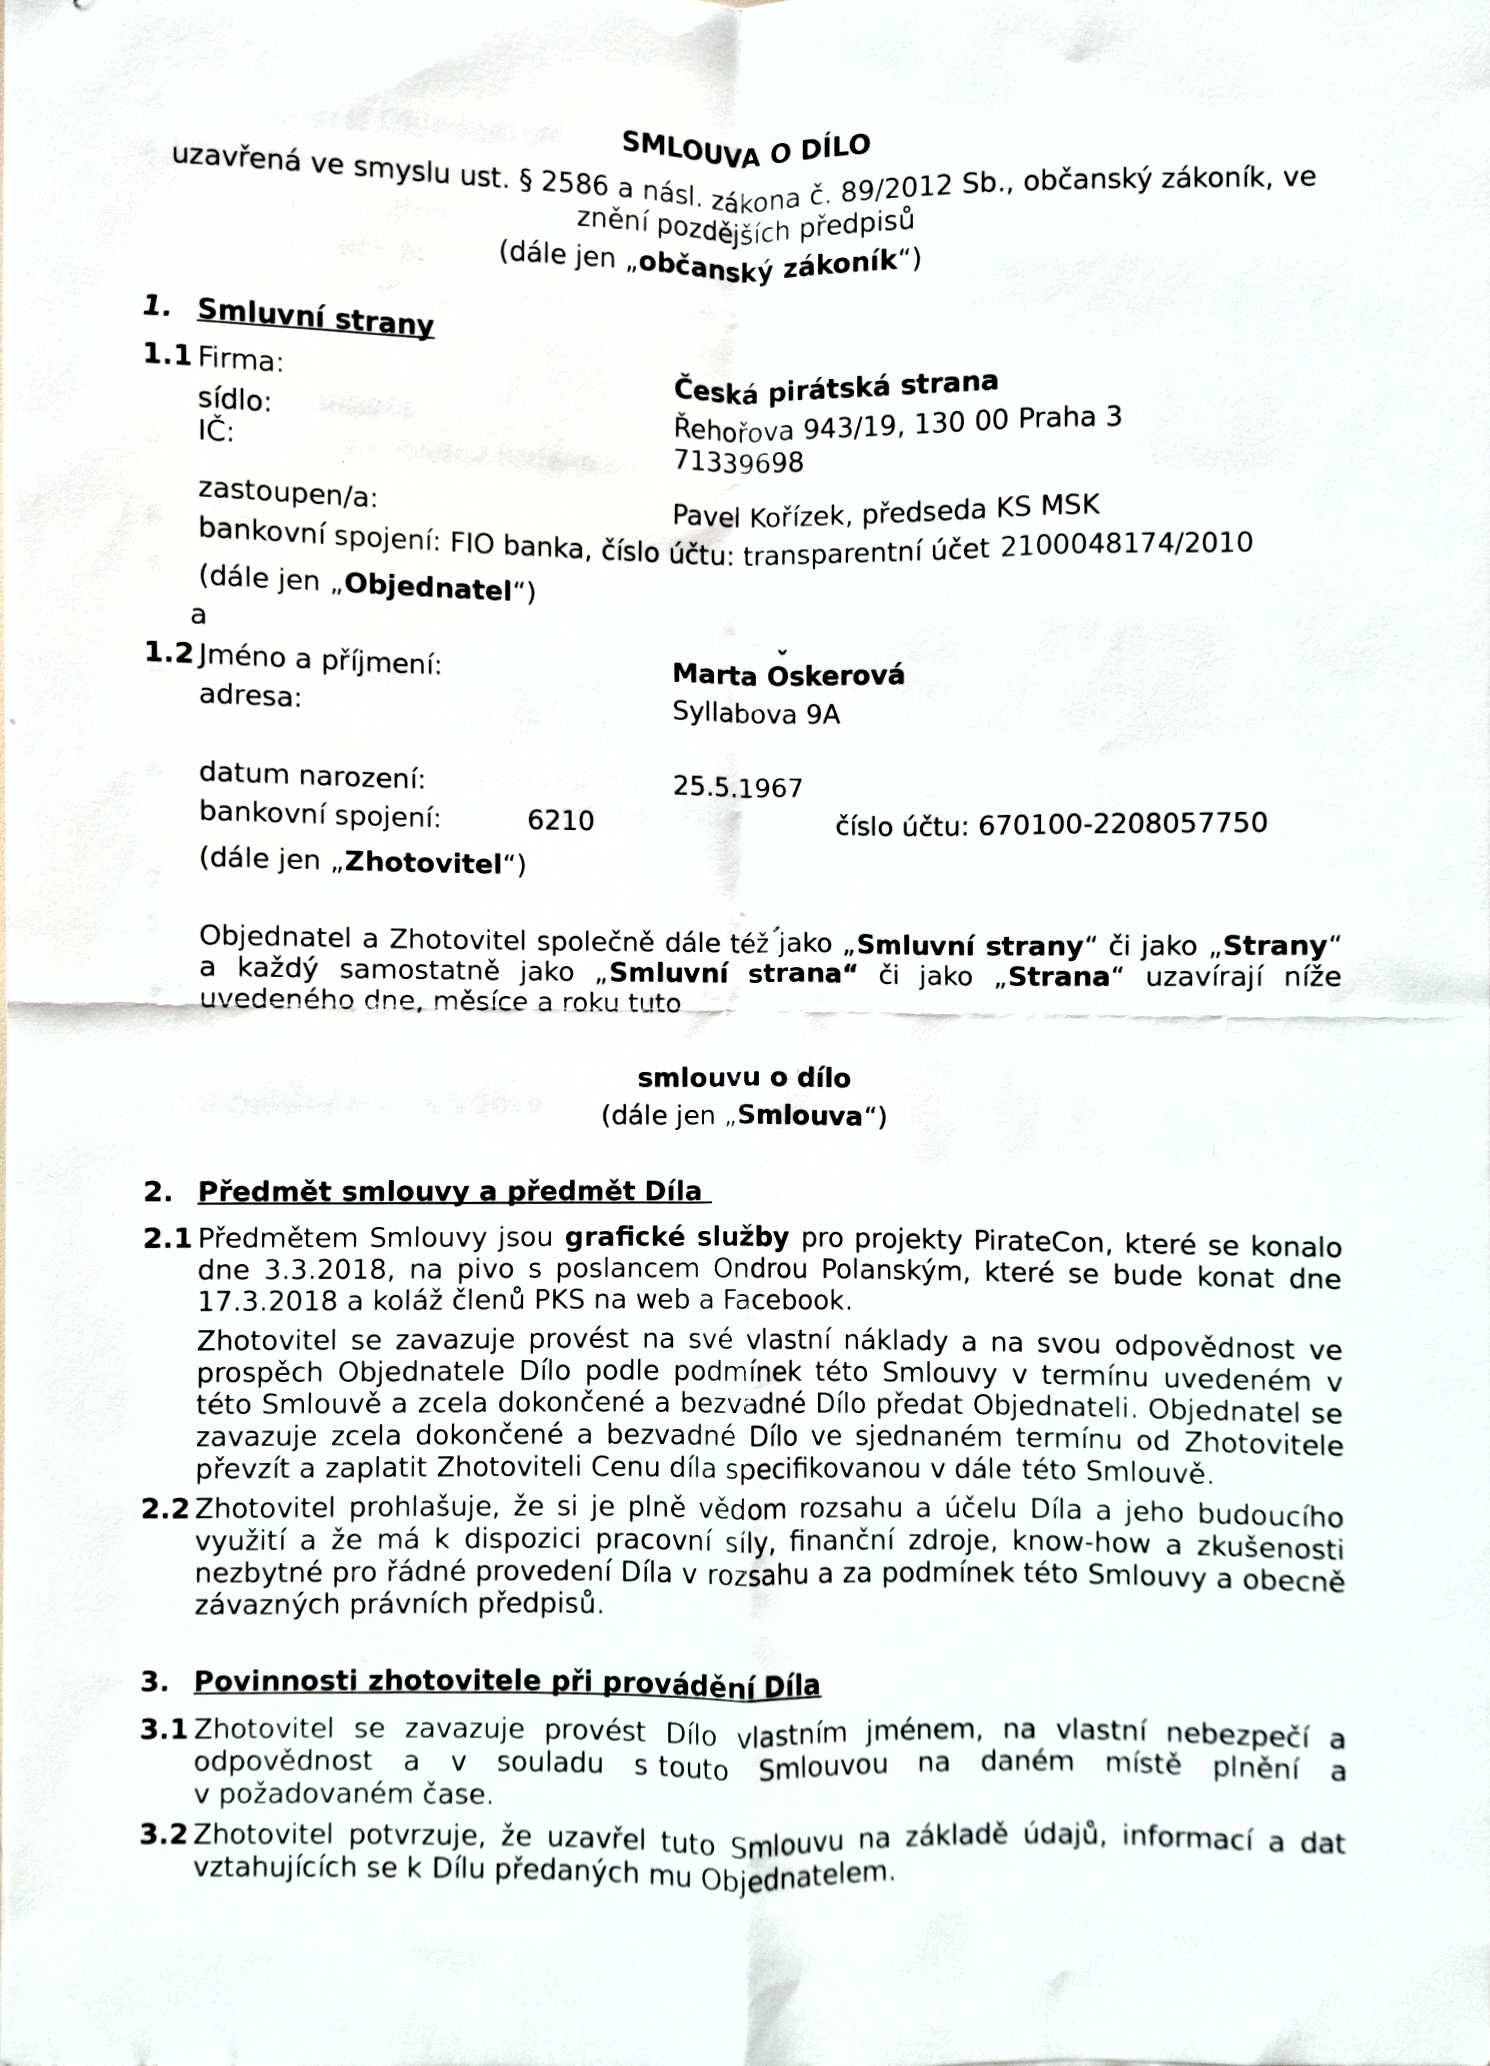 SMLOUVA O DÍLO
uzavřená ve smyslu ust. § 2586 a násl. zákona č. 89/2012 Sb., občanský zákoník, ve
znění pozdějších předpisů
(dále jen „občanský zákoník“)
1. Smluvní strany
1.1 Firma: Česká pirátská strana
sídlo: Řehořova 943/19, 130 00 Praha 3
IČ: 71339698
zastoupen/a: Pavel Kořízek, předseda KS MSK
bankovní spojení: FIO banka, číslo účtu: transparentní účet 2100048174/2010
(dále jen „Objednatel“)
a
1.2 Jméno a příjmení: Marta Ǒskerová
adresa: Syllabova 9A
datum narození: 25.5.1967
bankovní spojení: 6210 číslo účtu: 670100-2208057750
(dále jen „Zhotovitel“)
Objednatel a Zhotovitel společně dále též jako „Smluvní strany“ či jako „Strany“
a každý samostatně jako „Smluvní strana“ či jako „Strana“ uzavírají níže
uvedeného dne, měsíce a roku tuto
smlouvu o dílo
(dále jen „Smlouva“)
2. Předmět smlouvy a předmět Díla
2.1 Předmětem Smlouvy jsou grafické služby pro projekty PirateCon, které se konalo
dne 3.3.2018, na pivo s poslancem Ondrou Polanským, které se bude konat dne
17.3.2018 a koláž členů PKS na web a Facebook.
Zhotovitel se zavazuje provést na své vlastní náklady a na svou odpovědnost ve
prospěch Objednatele Dílo podle podmínek této Smlouvy v termínu uvedeném v
této Smlouvě a zcela dokončené a bezvadné Dílo předat Objednateli. Objednatel se
zavazuje zcela dokončené a bezvadné Dílo ve sjednaném termínu od Zhotovitele
převzít a zaplatit Zhotoviteli Cenu díla specifikovanou v dále této Smlouvě.
2.2 Zhotovitel prohlašuje, že si je plně vědom rozsahu a účelu Díla a jeho budoucího
využití a že má k dispozici pracovní síly, finanční zdroje, know-how a zkušenosti
nezbytné pro řádné provedení Díla v rozsahu a za podmínek této Smlouvy a obecně
závazných právních předpisů.
3. Povinnosti zhotovitele při provádění Díla
3.1 Zhotovitel se zavazuje provést Dílo vlastním jménem, na vlastní nebezpečí a
odpovědnost a v souladu s touto Smlouvou na daném místě plnění a
v požadovaném čase.
3.2 Zhotovitel potvrzuje, že uzavřel tuto Smlouvu na základě údajů, informací a dat
vztahujících se k Dílu předaných mu Objednatelem.